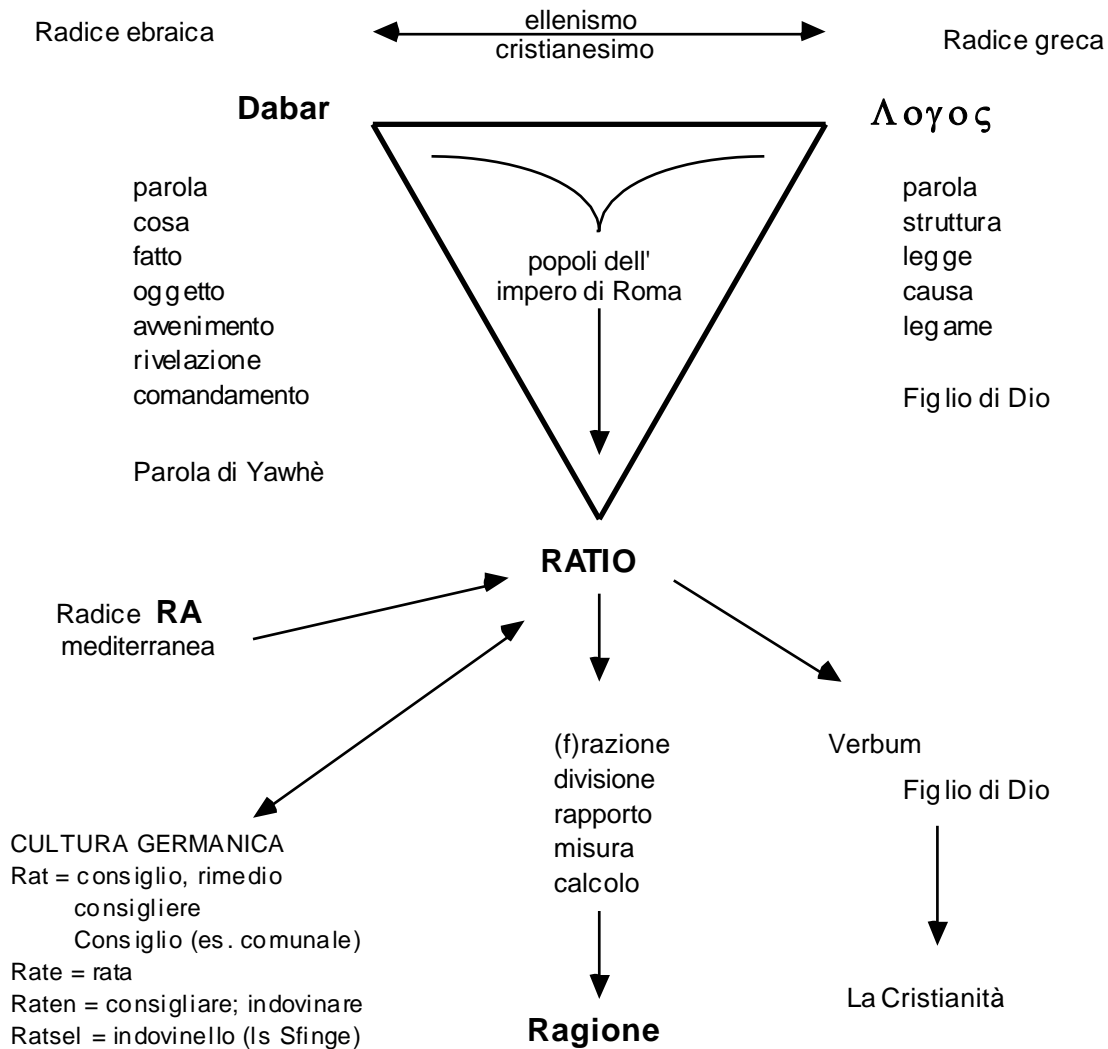 Radice ebraica
ellenismo
cristianesimo
Radice greca
Dabar
Λογος
parola
cosa
fatto
oggetto
avvenimento
rivelazione
comandamento
Parola di Yawhè
popoli dell'
impero di Roma
parola
struttura
legge
causa
legame
Figlio di Dio
RATIO
Radice RA
mediterranea
(f)razione
divisione
rapporto
misura
calcolo
Ragione
Verbum
Figlio di Dio
La Cristianità
CULTURA GERMANICA
Rat = consiglio, rimedio
consigliere
Consiglio (es. comunale)
Rate = rata
Raten = consigliare; indovinare
Ratsel = indovinello (ls Sfinge)